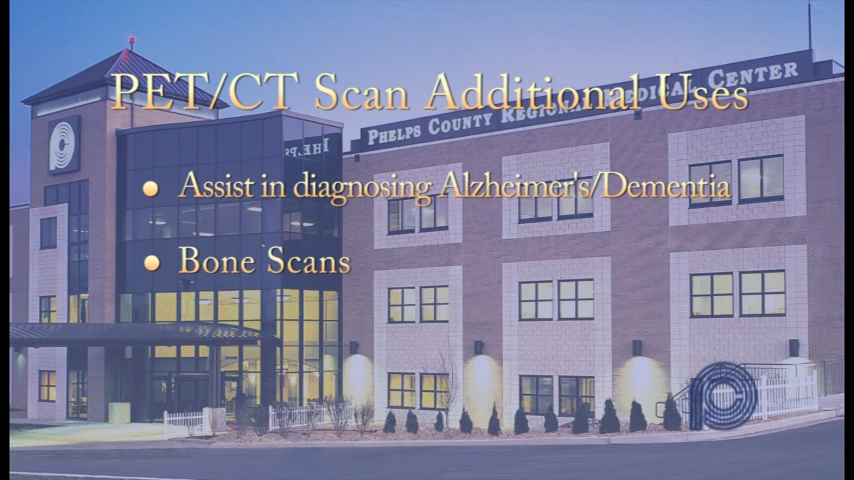 PET/CT Scan Additional Uses
PHELPS COUNTY REGIONAL MEDICAL CENTER
• Assist in diagnosing Alzheimer's/Dementia
• Bone Scans